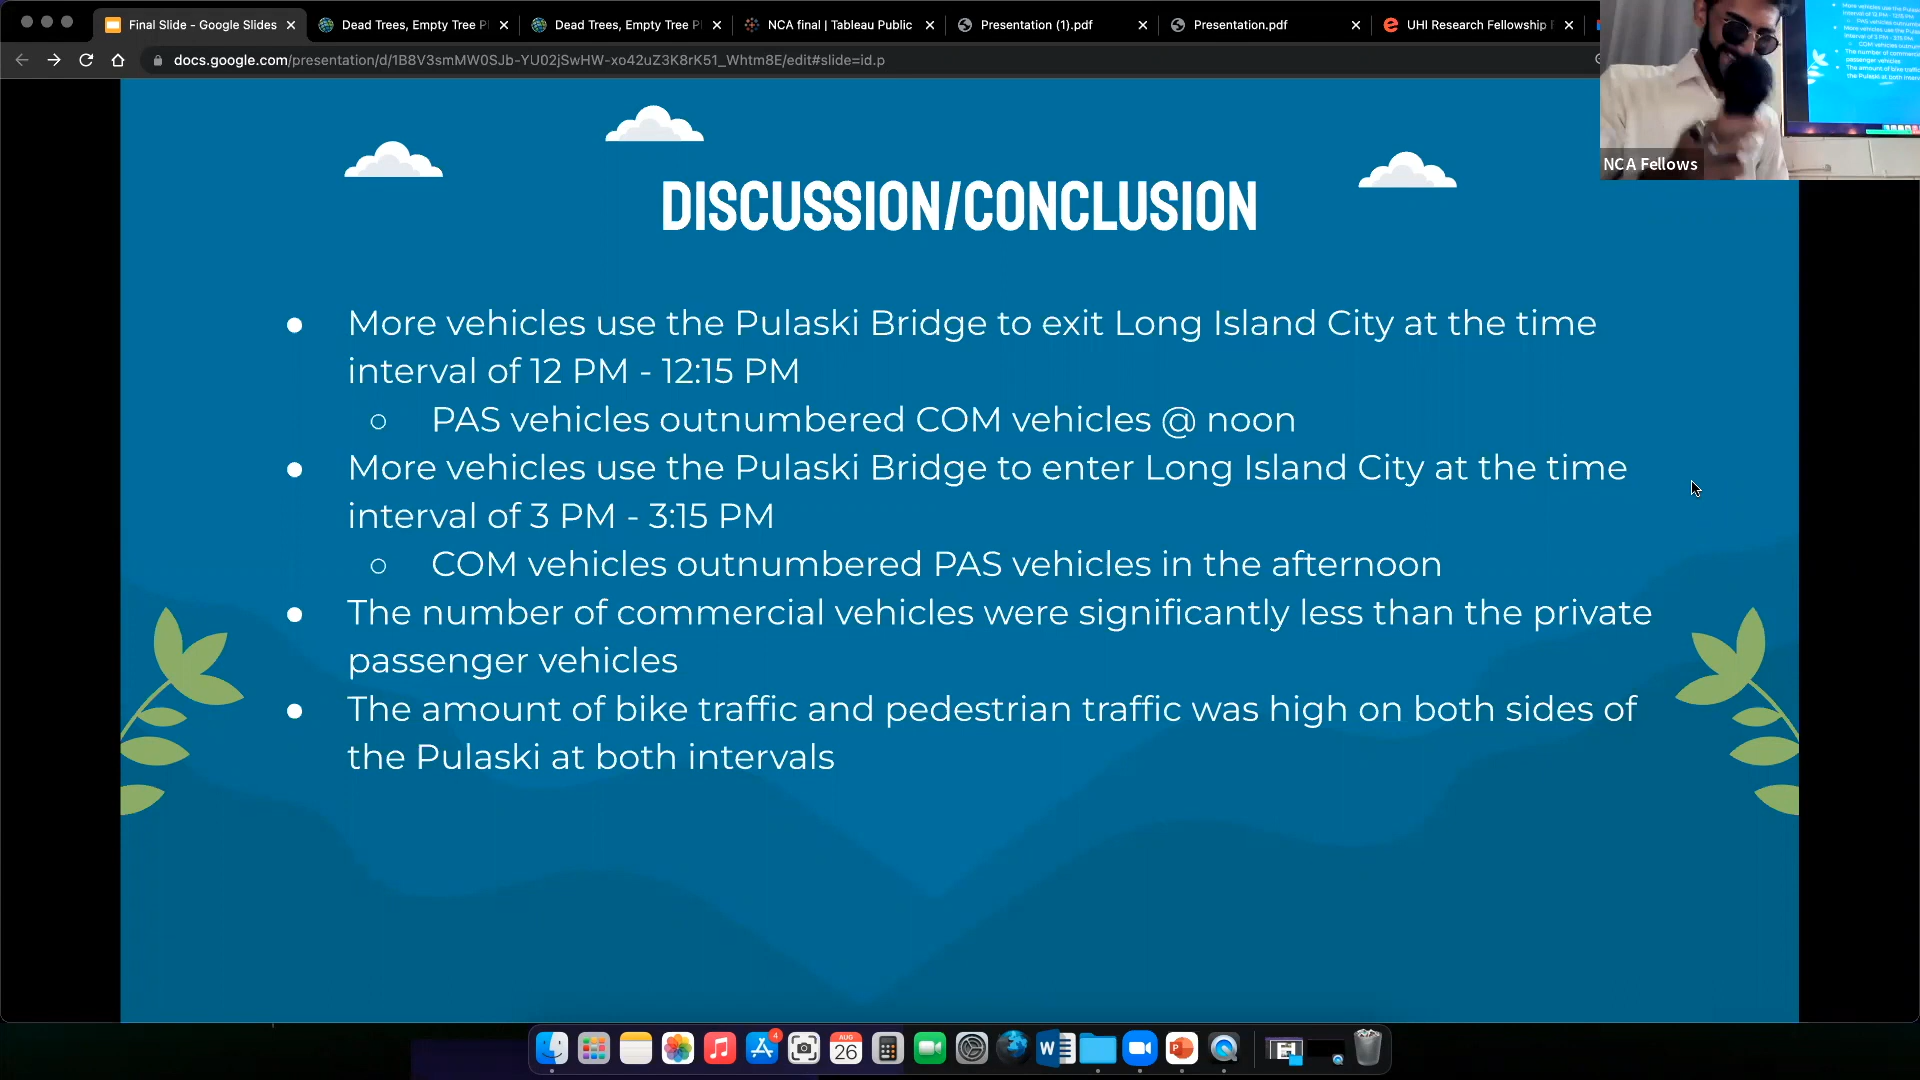 Final Slide - Google Slides
Dead Trees, Empty Tree P
Dead Trees, Empty Tree P
NCA final | Tableau Public
Presentation (1).pdf
Presentation.pdf
UHI Research Fellowship
docs.google.com/presentation/d/1B8V3smMW0SJb-YU02jSwHW-xo42uZ3K8rK51_Whtm8E/edit#slide=id.p
NCA Fellows
DISCUSSION/CONCLUSION
● More vehicles use the Pulaski Bridge to exit Long Island City at the time
interval of 12 PM - 12:15 PM
○ PAS vehicles outnumbered COM vehicles @ noon
● More vehicles use the Pulaski Bridge to enter Long Island City at the time
interval of 3 PM - 3:15 PM
○ COM vehicles outnumbered PAS vehicles in the afternoon
● The number of commercial vehicles were significantly less than the private
passenger vehicles
● The amount of bike traffic and pedestrian traffic was high on both sides of
the Pulaski at both intervals
4
AUG
26